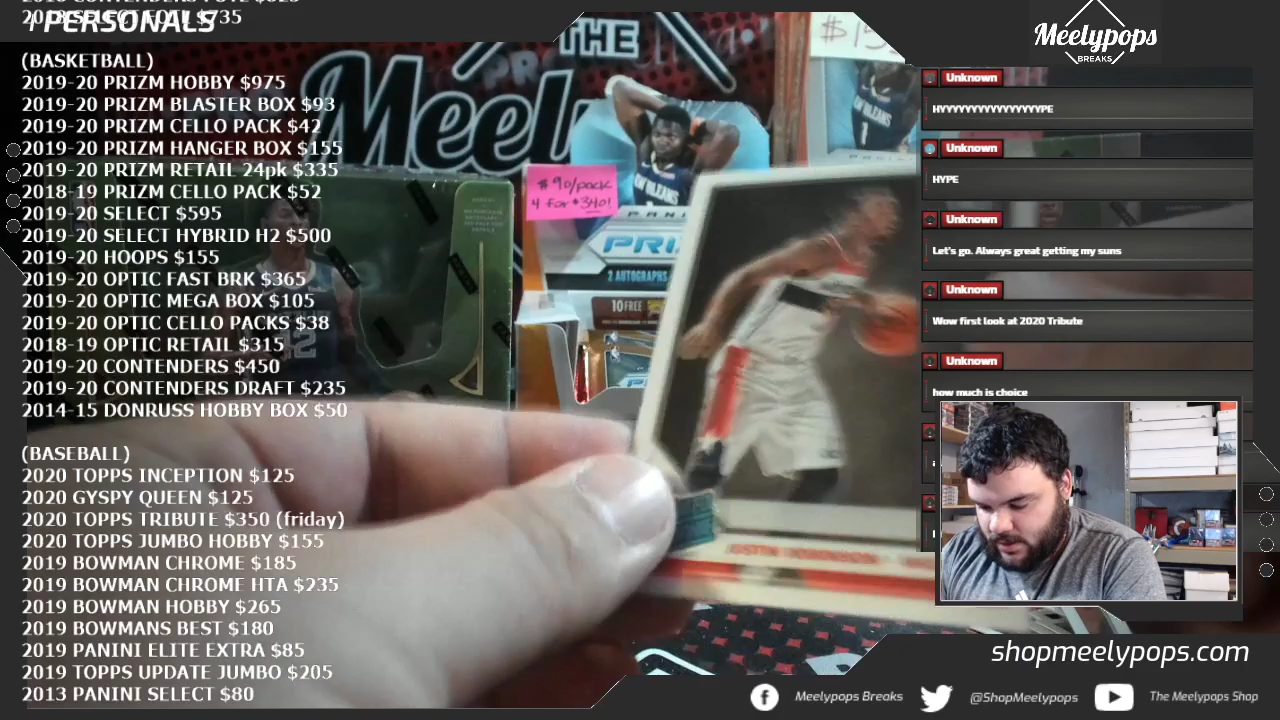 / PERSONALS
2018 SELECT FOTL $735
(BASKETBALL)
2019-20 PRIZM HOBBY $975
2019-20 PRIZM BLASTER BOX $93
2019-20 PRIZM CELLO PACK $42
2019-20 PRIZM HANGER BOX $155
2019-20 PRIZM RETAIL 24pk $335
2018-19 PRIZM CELLO PACK $52
2019-20 SELECT $595
2019-20 SELECT HYBRID H2 $500
2019-20 HOOPS $155
2019-20 OPTIC FAST BRK $365
2019-20 OPTIC MEGA BOX $105
2019-20 OPTIC CELLO PACKS $38
2018-19 OPTIC RETAIL $315
2019-20 CONTENDERS $450
2019-20 CONTENDERS DRAFT $235
2014-15 DONRUSS HOBBY BOX $50
(BASEBALL)
2020 TOPPS INCEPTION $125
2020 GYSPY QUEEN $125
2020 TOPPS TRIBUTE $350 (friday)
2020 TOPPS JUMBO HOBBY $155
2019 BOWMAN CHROME $185
2019 BOWMAN CHROME HTA $235
2019 BOWMAN HOBBY $265
2019 BOWMANS BEST $180
2019 PANINI ELITE EXTRA $85
2019 TOPPS UPDATE JUMBO $205
2013 PANINI SELECT $80
THE
Meely
$90/pack
4 for $340!
PANINI
PRIZM
2 AUTOGRAPHS
10 FREE
Meelypops
BREAKS
Unknown
HYYYYYYYYYYYYYYYPE
Unknown
HYPE
Unknown
Let's go. Always great getting my suns
Unknown
Wow first look at 2020 Tribute
Unknown
how much is choice
shopmeelypops.com
Meelypops Breaks
@ShopMeelypops
The Meelypops Shop